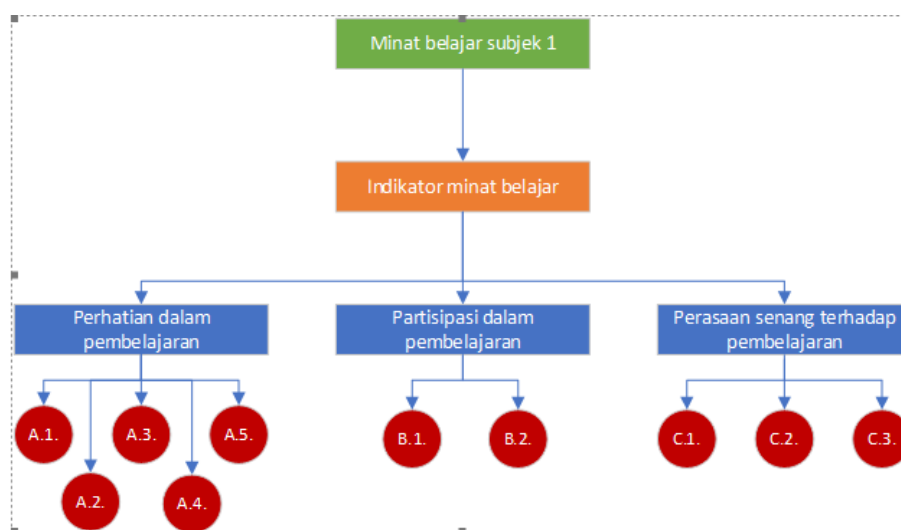 Minat belajar subjek 1
Indikator minat belajar
Perhatian dalam
pembelajaran
Partisipasi dalam
pembelajaran
Perasaan senang terhadap
pembelajaran
A.1.
A.3.
A.5.
A.2.
A.4.
B.1.
B.2.
C.1.
C.2.
C.3.